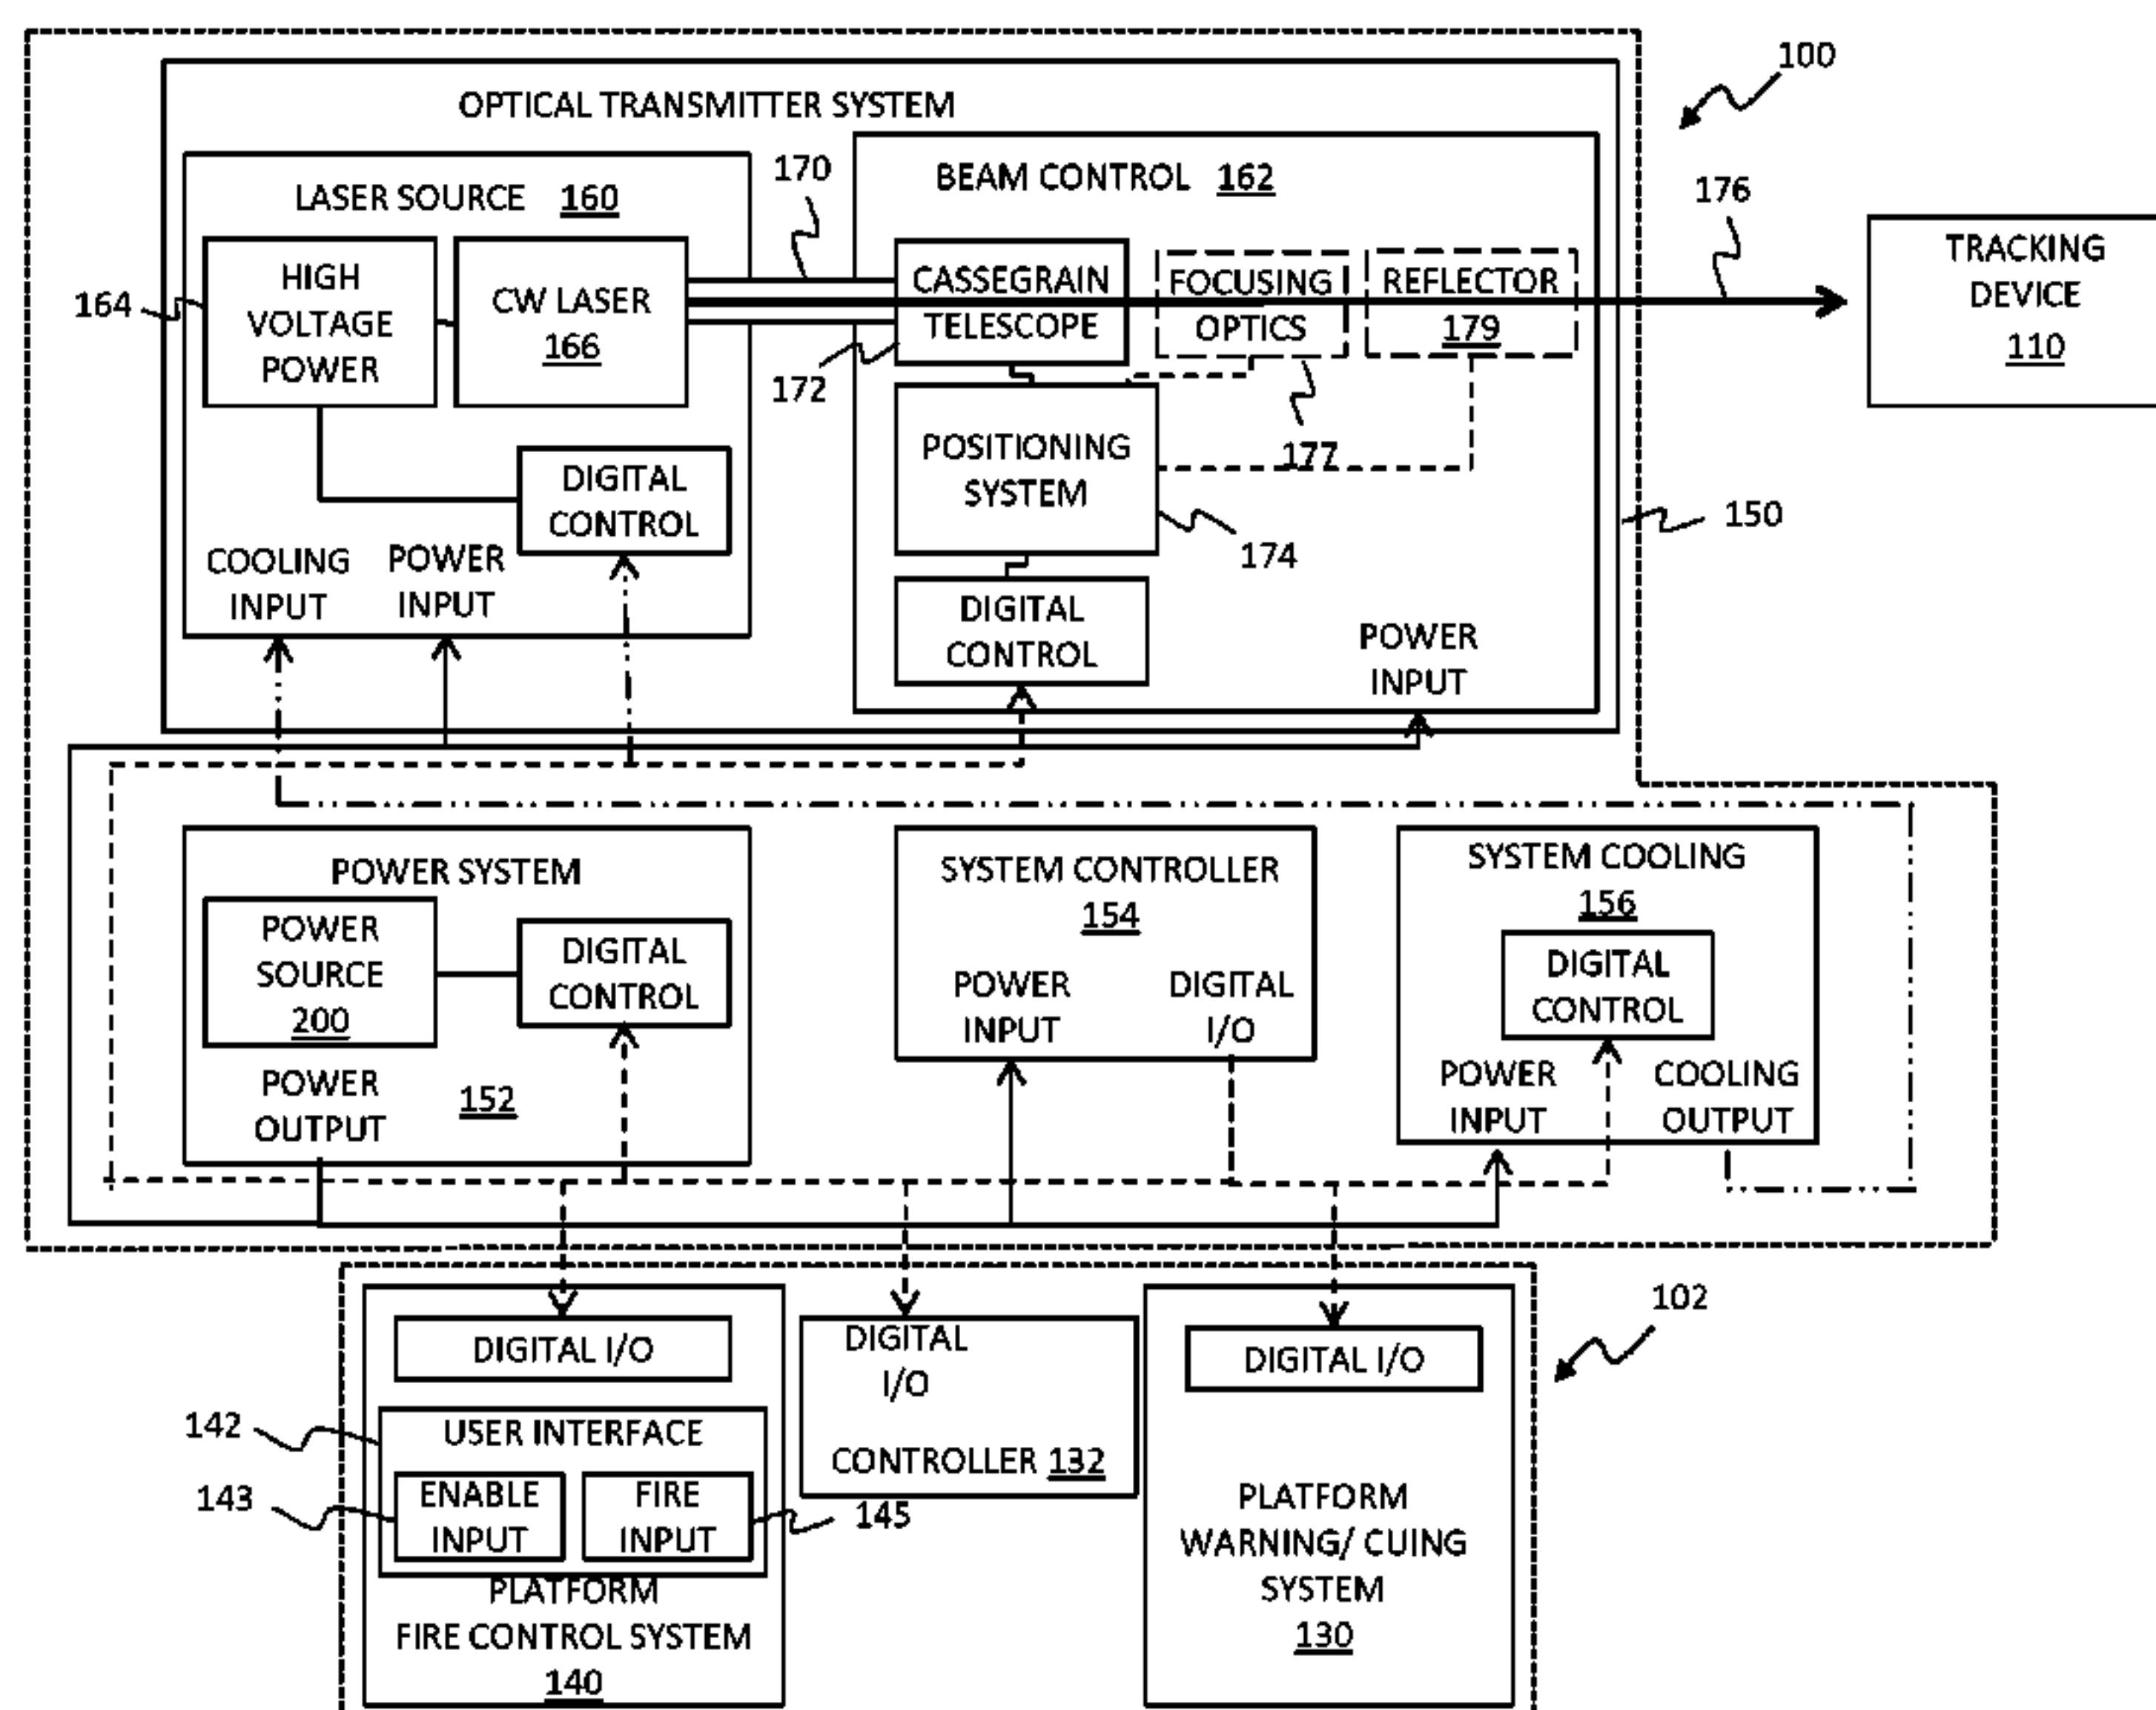 100
OPTICAL TRANSMITTER SYSTEM
LASER SOURCE 160
170
BEAM CONTROL 162
176
164
HIGH
VOLTAGE
POWER
CW LASER
166
172
CASSEGRAIN
TELESCOPE
FOCUSING
OPTICS
REFLECTOR
179
177
TRACKING
DEVICE
110
POSITIONING
SYSTEM
174
150
DIGITAL
CONTROL
COOLING
INPUT
POWER
INPUT
DIGITAL
CONTROL
POWER
INPUT
POWER SYSTEM
POWER
SOURCE
200
DIGITAL
CONTROL
POWER
OUTPUT
152
SYSTEM CONTROLLER
154
POWER
INPUT
DIGITAL
I/O
SYSTEM COOLING
156
DIGITAL
CONTROL
POWER
INPUT
COOLING
OUTPUT
102
DIGITAL I/O
142
USER INTERFACE
143
ENABLE
INPUT
FIRE
INPUT
145
PLATFORM
FIRE CONTROL SYSTEM
140
DIGITAL
I/O
CONTROLLER 132
DIGITAL I/O
PLATFORM
WARNING/ CUING
SYSTEM
130